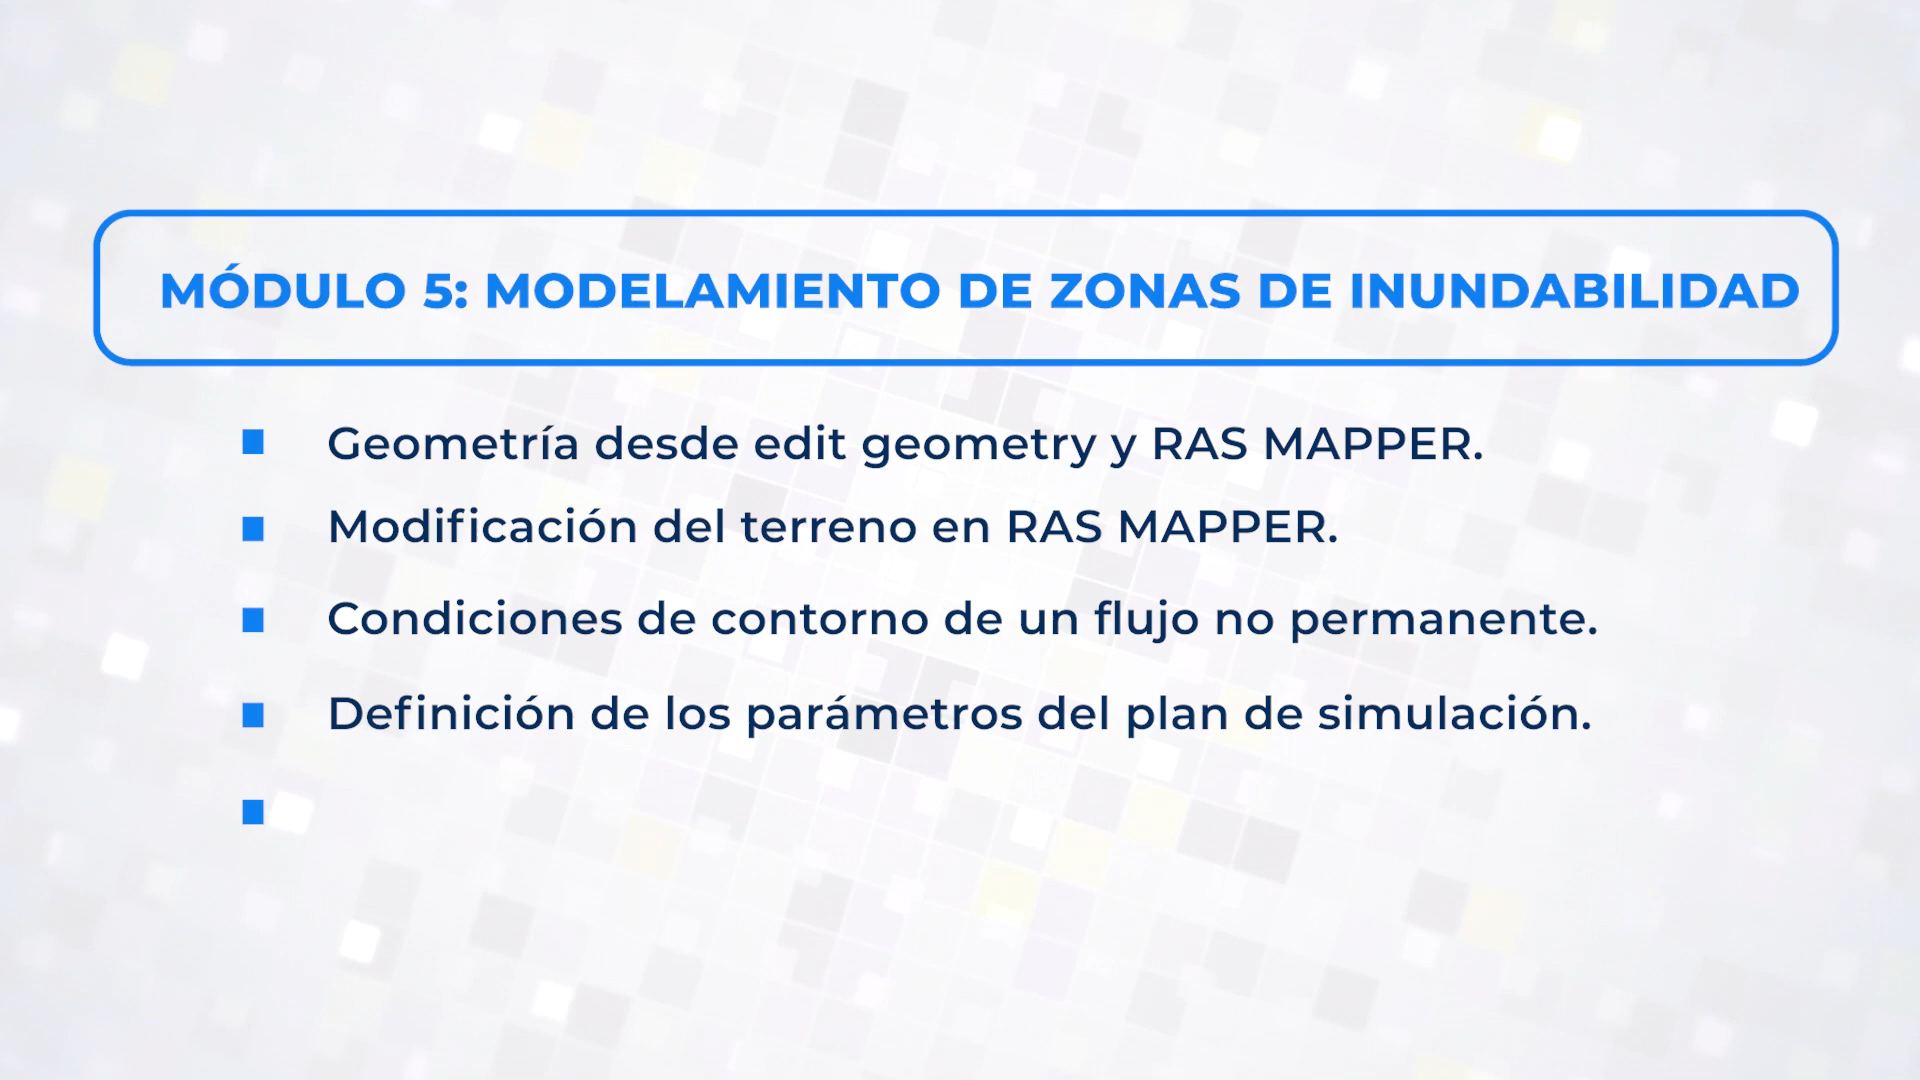 MÓDULO 5: MODELAMIENTO DE ZONAS DE INUNDABILIDAD
Geometría desde edit geometry y RAS MAPPER.
Modificación del terreno en RAS MAPPER.
Condiciones de contorno de un flujo no permanente.
Definición de los parámetros del plan de simulación.